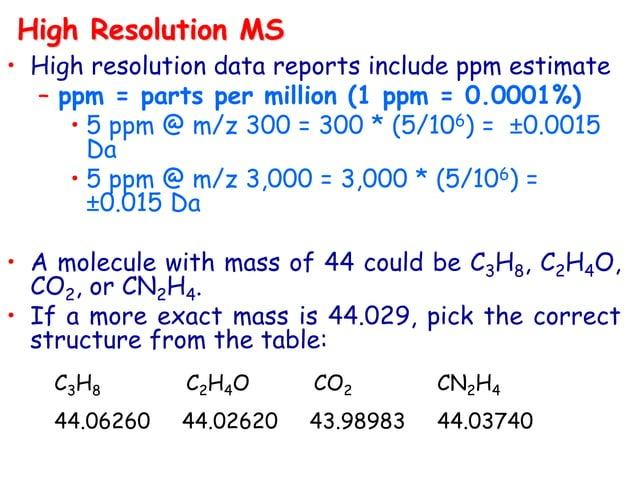 High Resolution MS
• High resolution data reports include ppm estimate
– ppm = parts per million (1 ppm = 0.0001%)
• 5 ppm @ m/z 300 = 300 * (5/10⁶) = ±0.0015
Da
• 5 ppm @ m/z 3,000 = 3,000 * (5/10⁶) =
±0.015 Da
• A molecule with mass of 44 could be C₃H₈, C₂H₄O,
CO₂, or CN₂H₄.
• If a more exact mass is 44.029, pick the correct
structure from the table:
C₃H₈ C₂H₄O CO₂ CN₂H₄
44.06260 44.02620 43.98983 44.03740